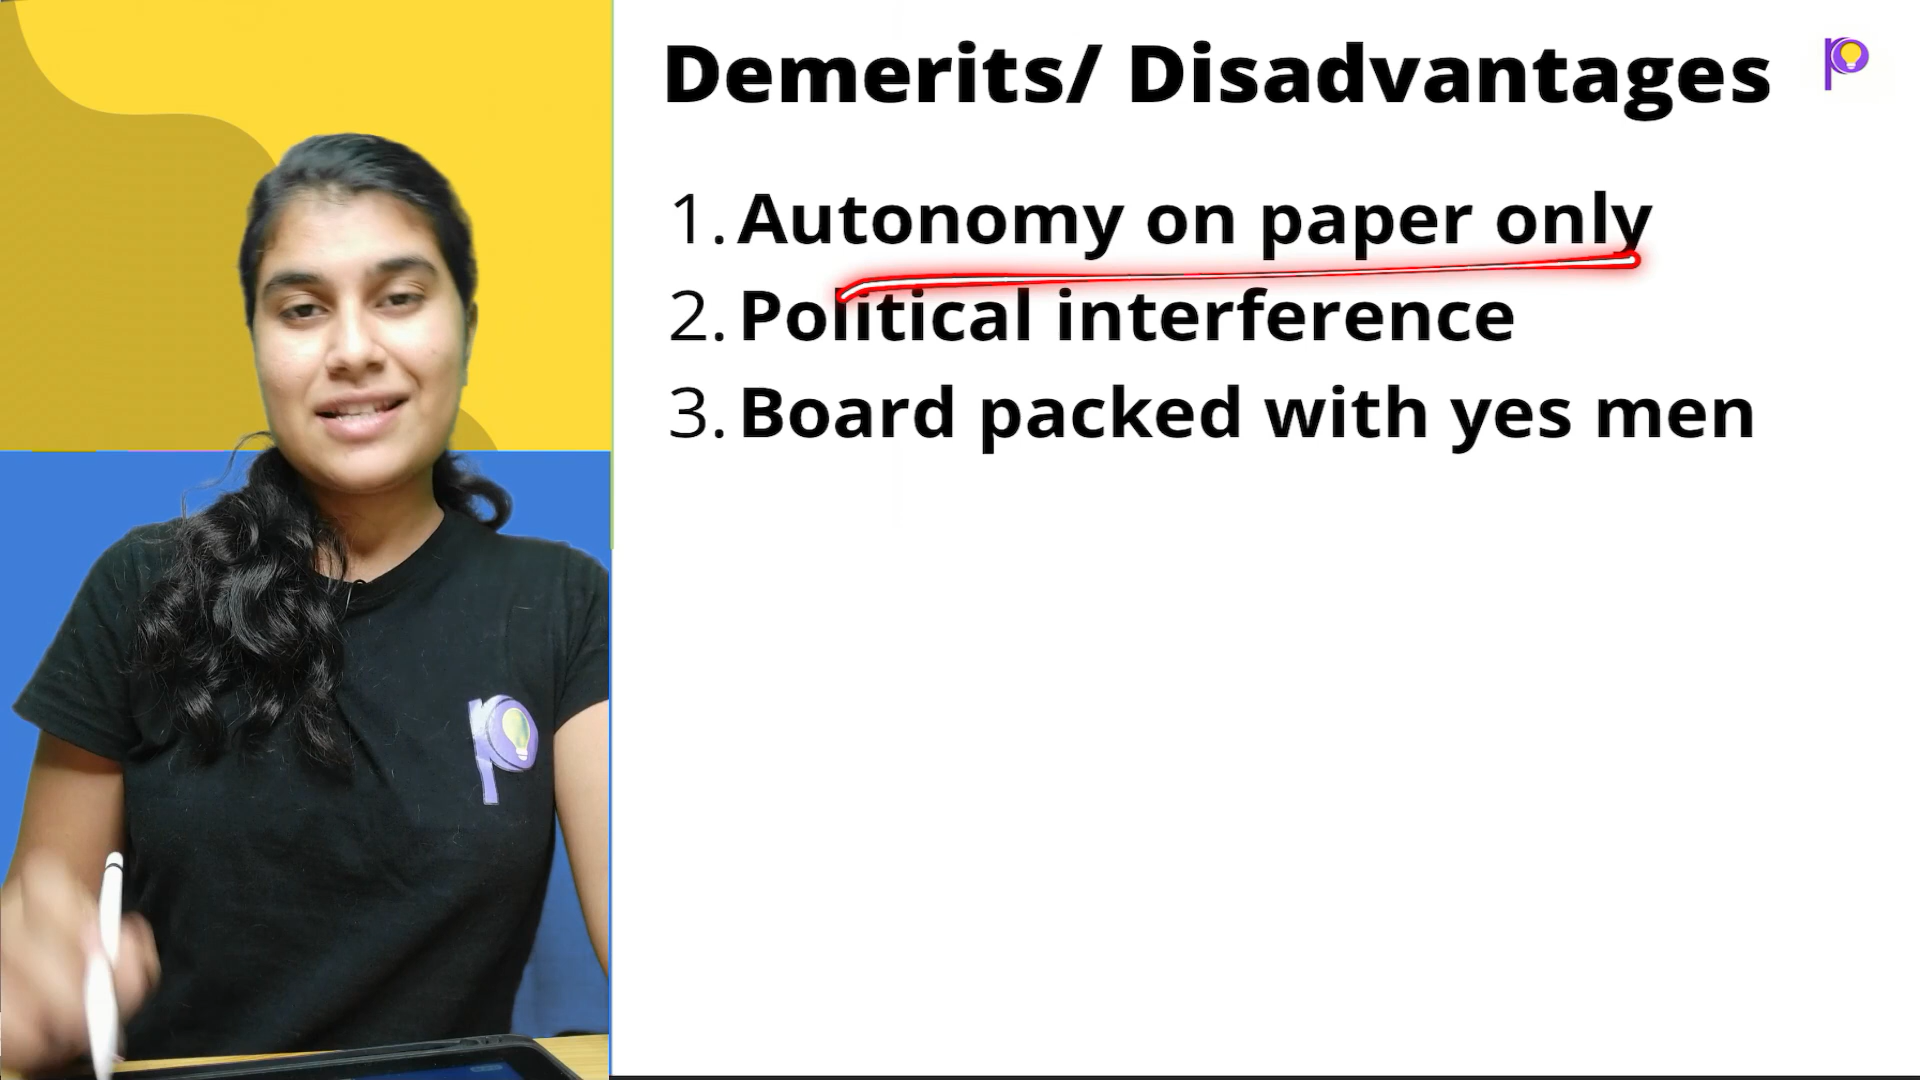 Demerits/ Disadvantages
1. Autonomy on paper only
2. Political interference
3. Board packed with yes men